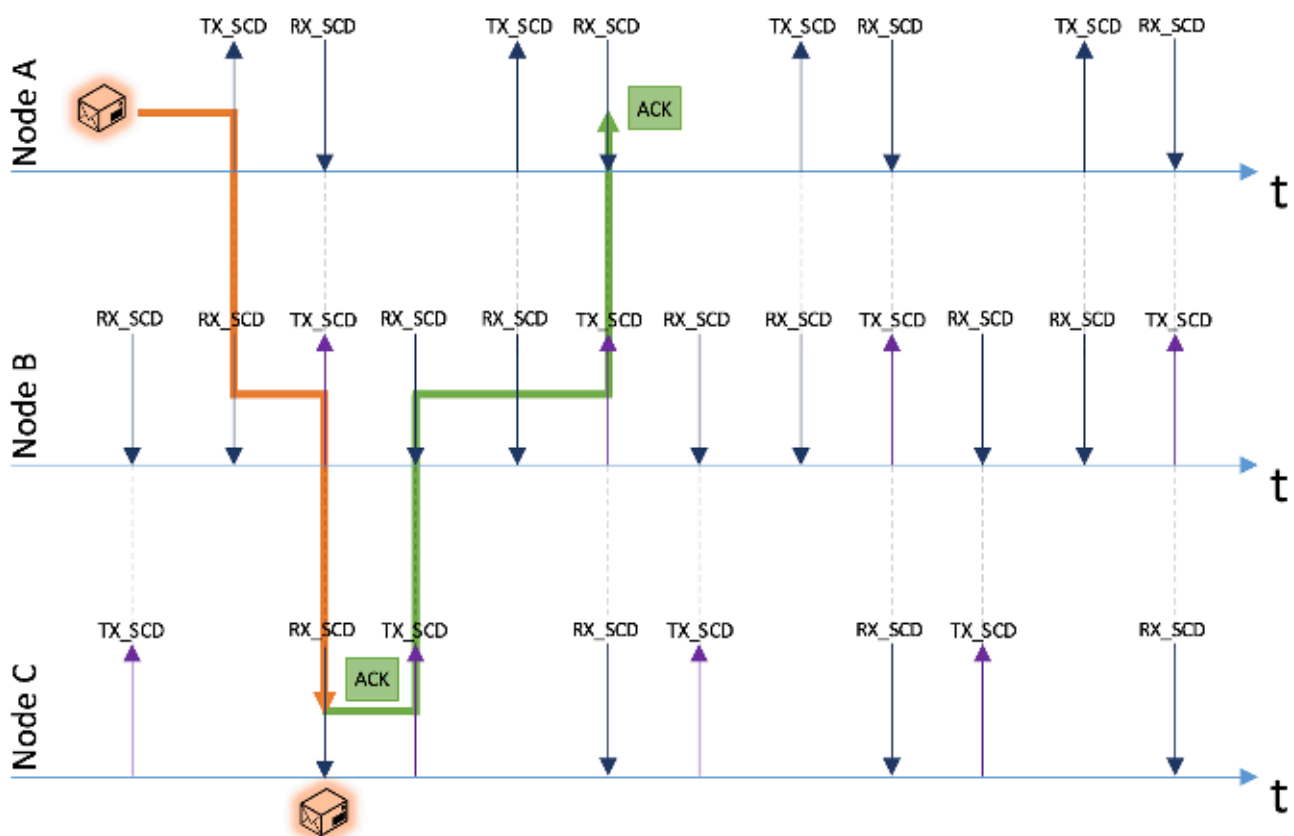 TX_SCD RX_SCD TX_SCD RX_SCD TX_SCD RX_SCD TX_SCD RX_SCD
Node A
ACK
t
RX_SCD RX_SCD TX_SCD RX_SCD RX_SCD TX_SCD RX_SCD RX_SCD TX_SCD RX_SCD RX_SCD TX_SCD
Node B
t
TX_SCD RX_SCD TX_SCD RX_SCD TX_SCD RX_SCD TX_SCD RX_SCD
Node C
ACK
t